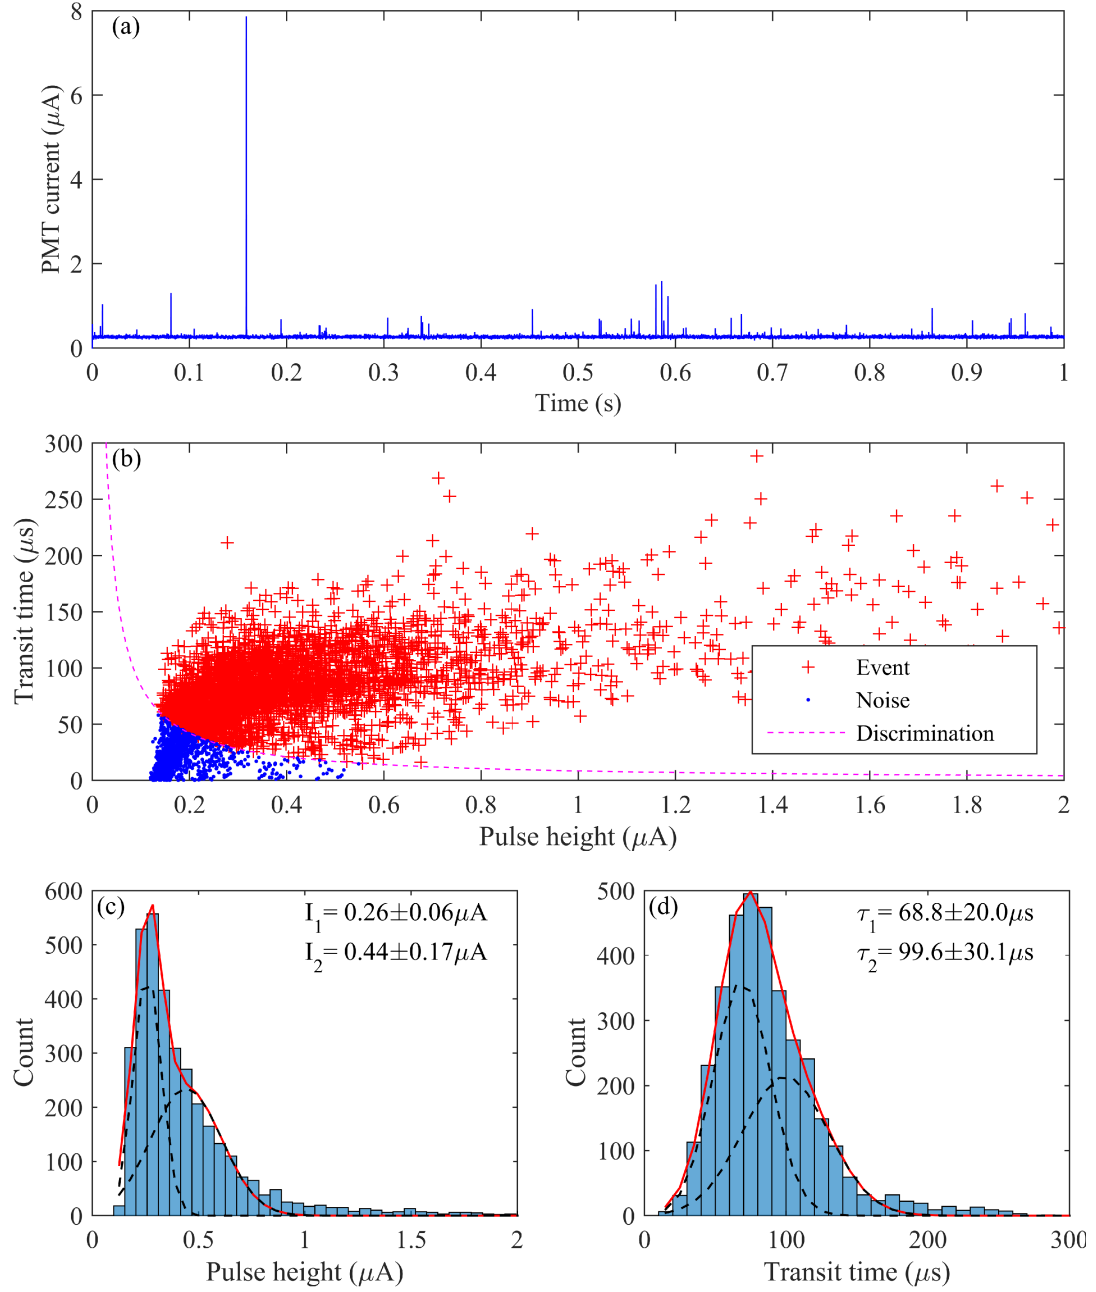 (a)
PMT current (μA)
8
6
4
2
0
0 0.1 0.2 0.3 0.4 0.5 0.6 0.7 0.8 0.9 1
Time (s)
(b)
Transit time (μs)
300
250
200
150
100
50
0
Event
Noise
Discrimination
0 0.2 0.4 0.6 0.8 1 1.2 1.4 1.6 1.8 2
Pulse height (μA)
(c)
I1= 0.26±0.06μA
I2= 0.44±0.17μA
Count
600
500
400
300
200
100
0
0 0.5 1 1.5 2
Pulse height (μA)
(d)
τ1= 68.8±20.0μs
τ2= 99.6±30.1μs
Count
500
400
300
200
100
0
0 100 200 300
Transit time (μs)